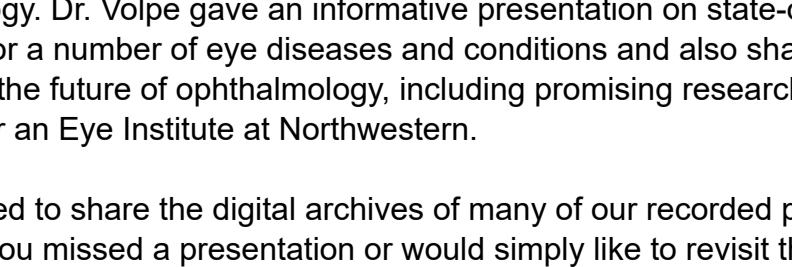 gy. Dr. Volpe gave an informative presentation on state-
or a number of eye diseases and conditions and also sha
the future of ophthalmology, including promising research
r an Eye Institute at Northwestern.
ed to share the digital archives of many of our recorded p
ou missed a presentation or would simply like to revisit th